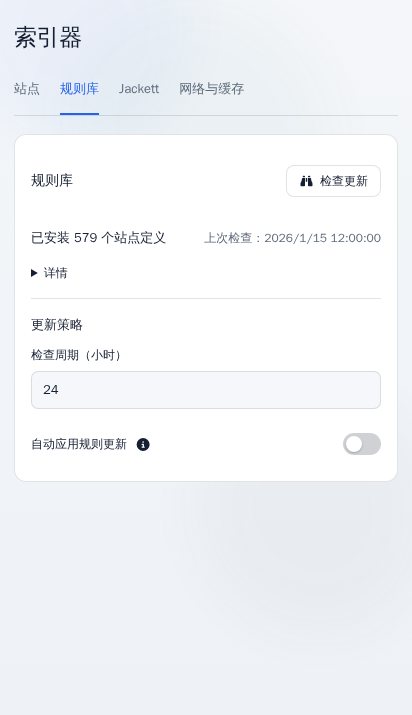 索引器
站点 规则库 Jackett 网络与缓存
规则库 检查更新
已安装 579 个站点定义 上次检查：2026/1/15 12:00:00
详情
更新策略
检查周期（小时）
24
自动应用规则更新